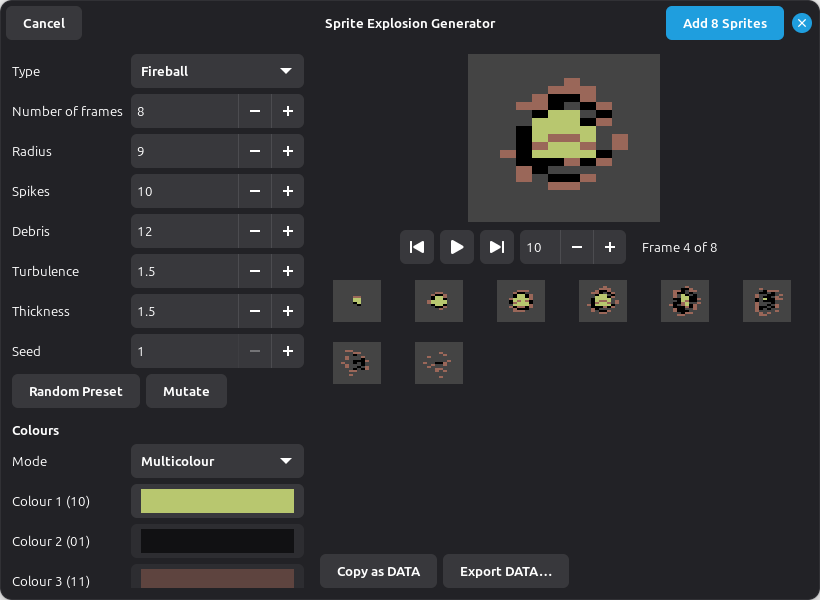 Cancel
Sprite Explosion Generator
Add 8 Sprites
Type
Fireball
Number of frames
8
Radius
9
Spikes
10
Debris
12
Turbulence
1.5
Thickness
1.5
Seed
1
Random Preset
Mutate
Colours
Mode
Multicolour
Colour 1 (10)
Colour 2 (01)
Colour 3 (11)
10
Frame 4 of 8
Copy as DATA
Export DATA...